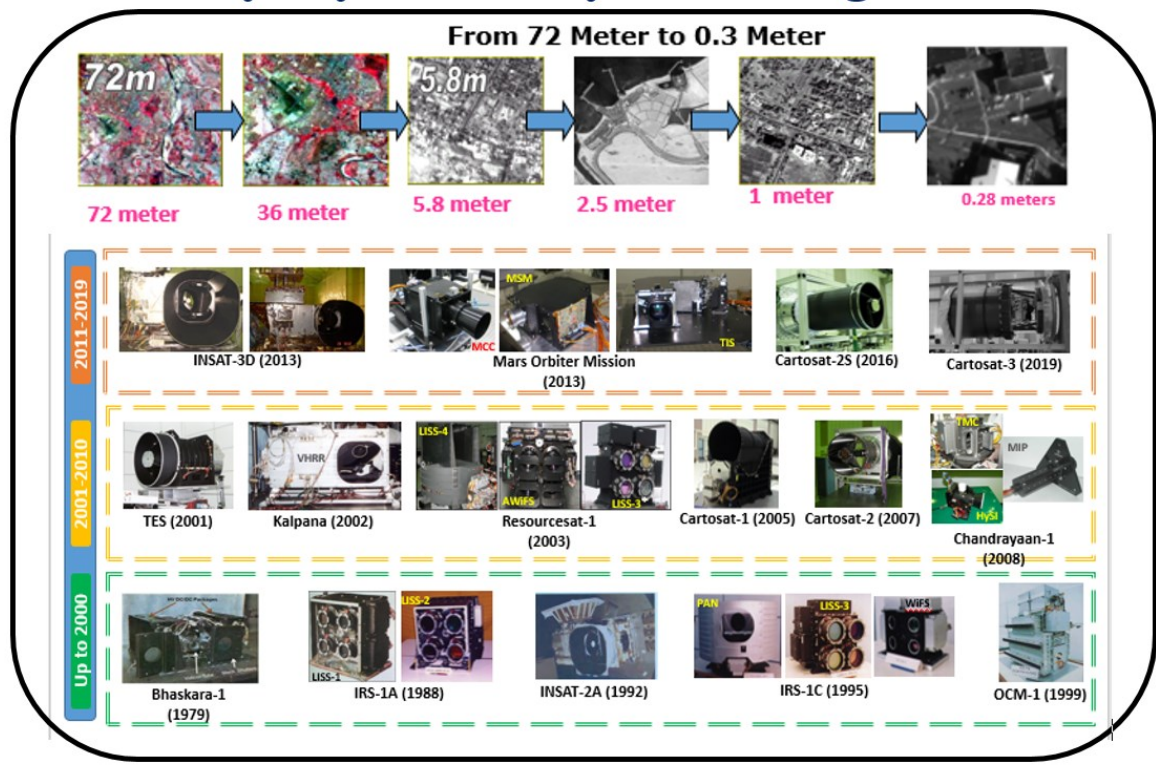 From 72 Meter to 0.3 Meter
72m
5.8m
72 meter
36 meter
5.8 meter
2.5 meter
1 meter
0.28 meters
2011-2019
MCC
MSM
TIS
INSAT-3D (2013)
Mars Orbiter Mission
(2013)
Cartosat-2S (2016)
Cartosat-3 (2019)
2001-2010
VHRR
LISS-4
AWiFS
LISS-3
TMC
HySI
MIP
TES (2001)
Kalpana (2002)
Resourcesat-1
(2003)
Cartosat-1 (2005)
Cartosat-2 (2007)
Chandrayaan-1
(2008)
Up to 2000
LISS-1
LISS-2
PAN
LISS-3
WiFS
Bhaskara-1
(1979)
IRS-1A (1988)
INSAT-2A (1992)
IRS-1C (1995)
OCM-1 (1999)